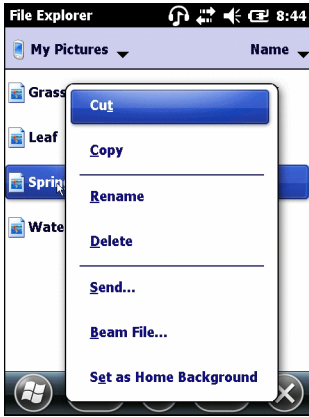 File Explorer 8:44
My Pictures Name
Grass
Cut
Leaf
Copy
Spring
Rename
Wate
Delete
Send...
Beam File...
Set as Home Background